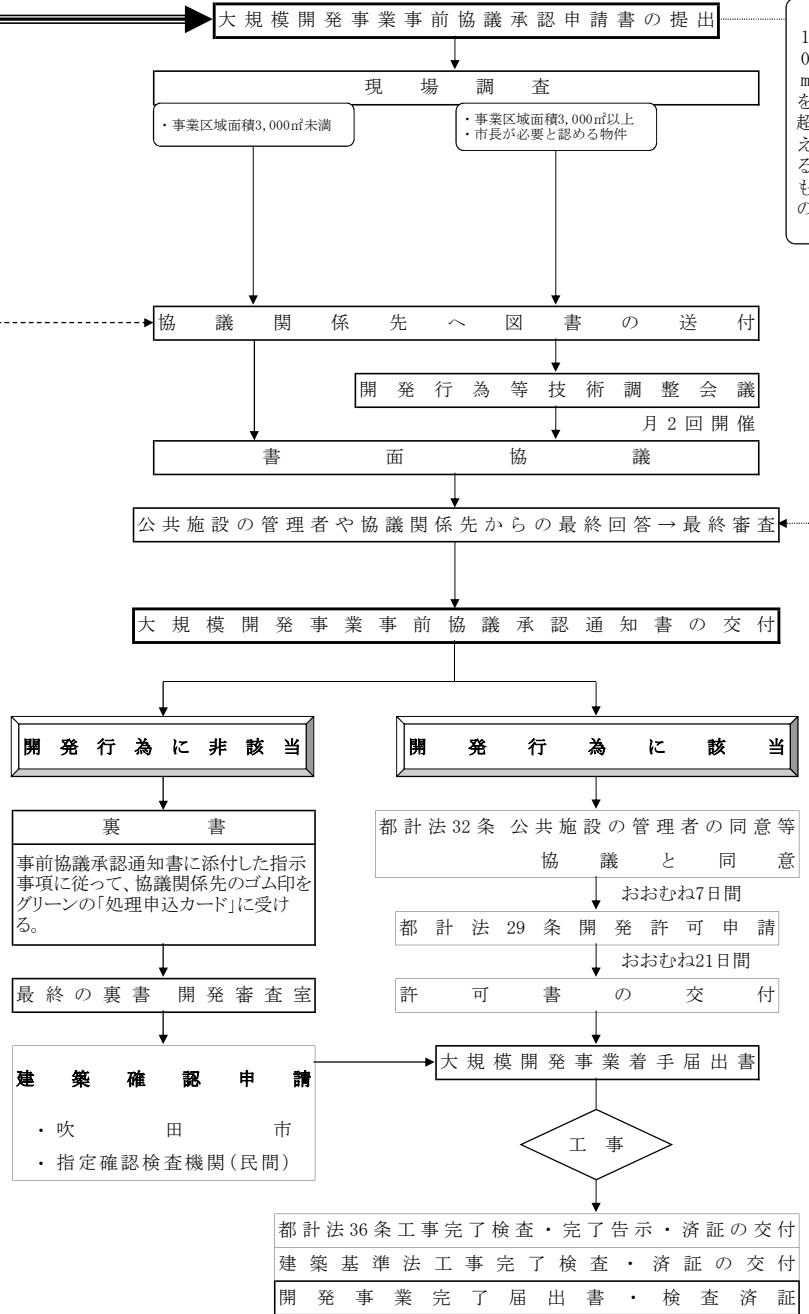 大規模開発事業事前協議承認申請書の提出
現場調査
・事業区域面積3,000㎡未満
・事業区域面積3,000㎡以上
・市長が必要と認める物件
1
0
m
を
超
え
る
も
の
協議関係先へ図書の送付
開発行為等技術調整会議
月2回開催
書面協議
公共施設の管理者や協議関係先からの最終回答→最終審査
大規模開発事業事前協議承認通知書の交付
開発行為に非該当
開発行為に該当
裏書
事前協議承認通知書に添付した指示
事項に従って、協議関係先のゴム印を
グリーンの「処理申込カード」に受け
る。
最終の裏書 開発審査室
建築確認申請
・吹田市
・指定確認検査機関(民間)
都計法32条 公共施設の管理者の同意等
協議と同意
おおむね7日間
都計法29条開発許可申請
おおむね21日間
許可書の交付
大規模開発事業着手届出書
工事
都計法36条工事完了検査・完了告示・済証の交付
建築基準法工事完了検査・済証の交付
開発事業完了届出書・検査済証